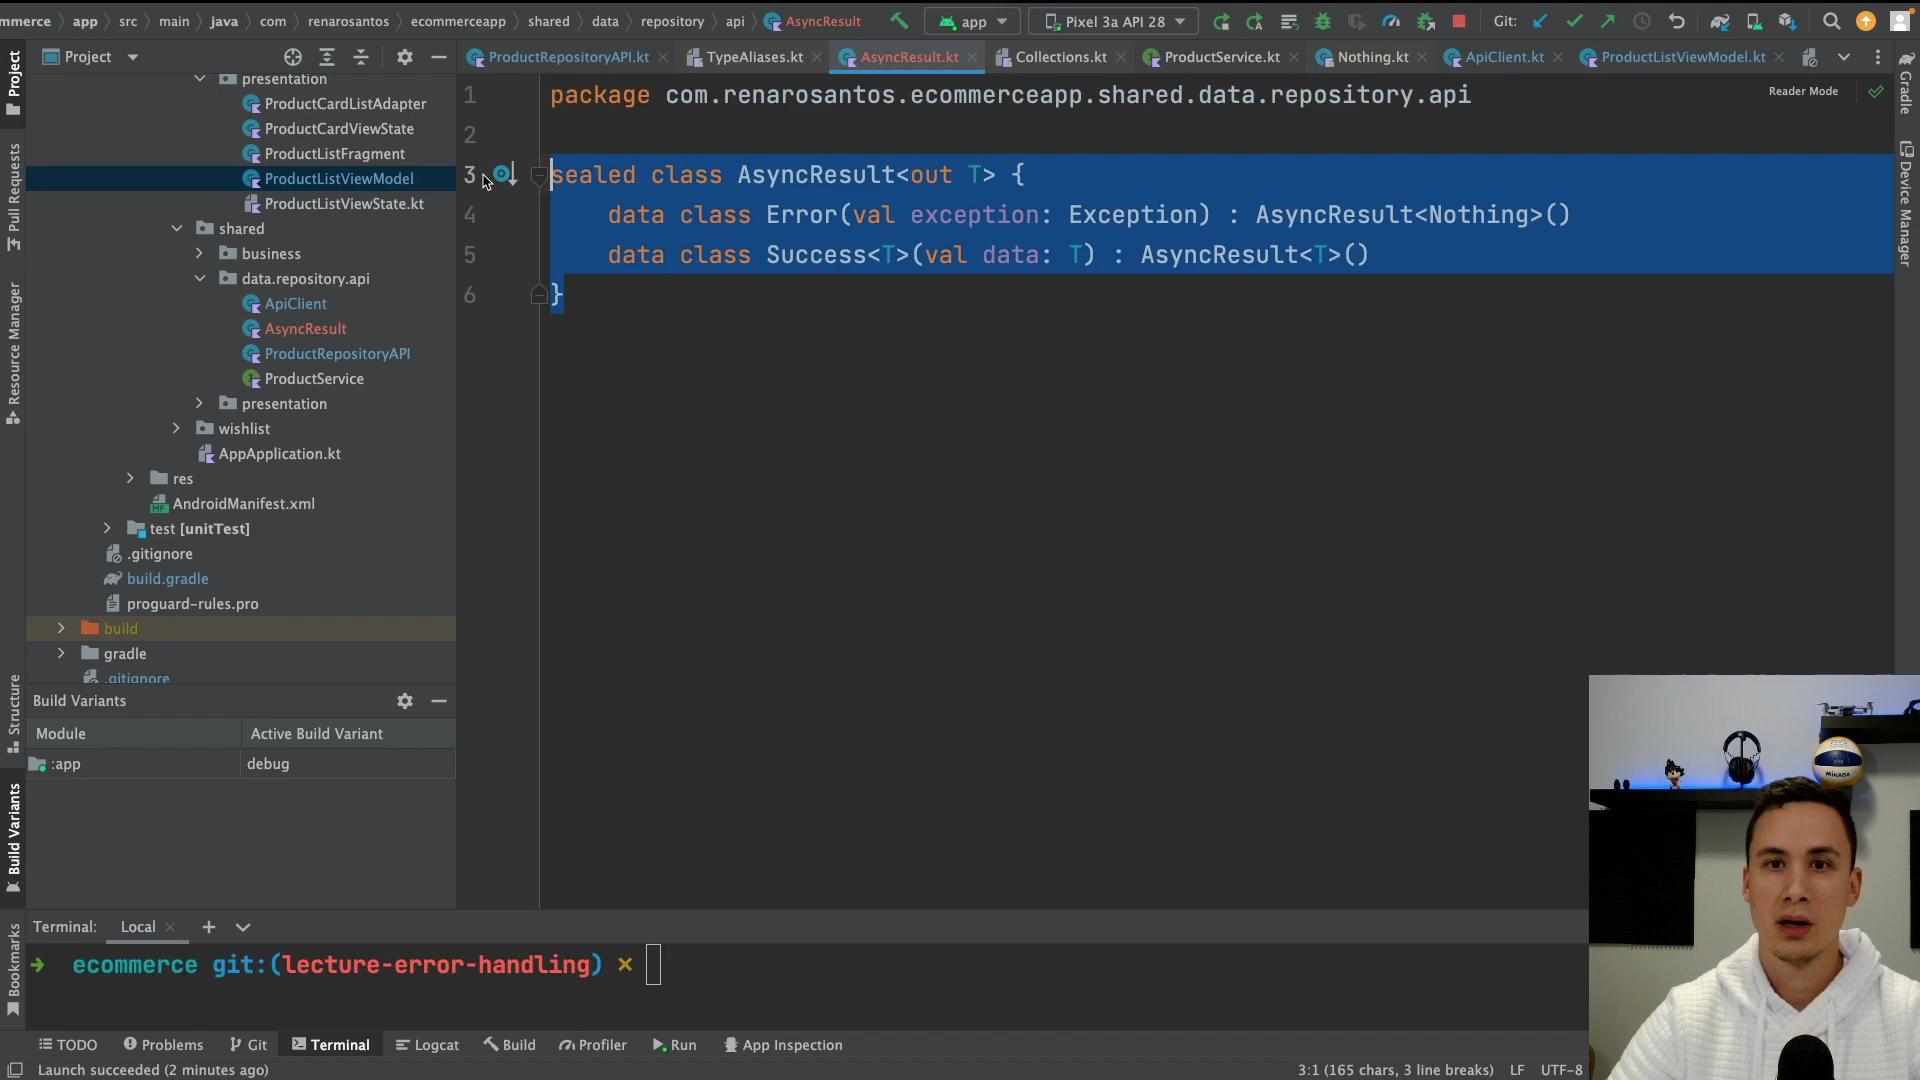 mmerce app src main java com renarosantos ecommerceapp shared data repository api AsyncResult app Pixel 3a API 28 Git:
Project
ProductRepositoryAPI.kt TypeAliases.kt AsyncResult.kt Collections.kt ProductService.kt Nothing.kt ApiClient.kt ProductListViewModel.kt
Project
Pull Requests
Resource Manager
Structure
Build Variants
Bookmarks
presentation
ProductCardListAdapter
ProductCardViewState
ProductListFragment
ProductListViewModel
ProductListViewState.kt
shared
business
data.repository.api
ApiClient
AsyncResult
ProductRepositoryAPI
ProductService
presentation
wishlist
AppApplication.kt
res
MF
AndroidManifest.xml
test [unitTest]
.gitignore
build.gradle
proguard-rules.pro
build
gradle
.gitignore
1 package com.renarosantos.ecommerceapp.shared.data.repository.api
2
3 sealed class AsyncResult<out T> {
4 data class Error(val exception: Exception) : AsyncResult<Nothing>()
5 data class Success<T>(val data: T) : AsyncResult<T>()
6 }
Reader Mode
Gradle
Device Manager
Build Variants
Module Active Build Variant
:app debug
MIKASA
Terminal: Local
ecommerce git:(lecture-error-handling) ×
TODO Problems Git Terminal Logcat Build Profiler Run App Inspection
Launch succeeded (2 minutes ago) 3:1 (165 chars, 3 line breaks) LF UTF-8